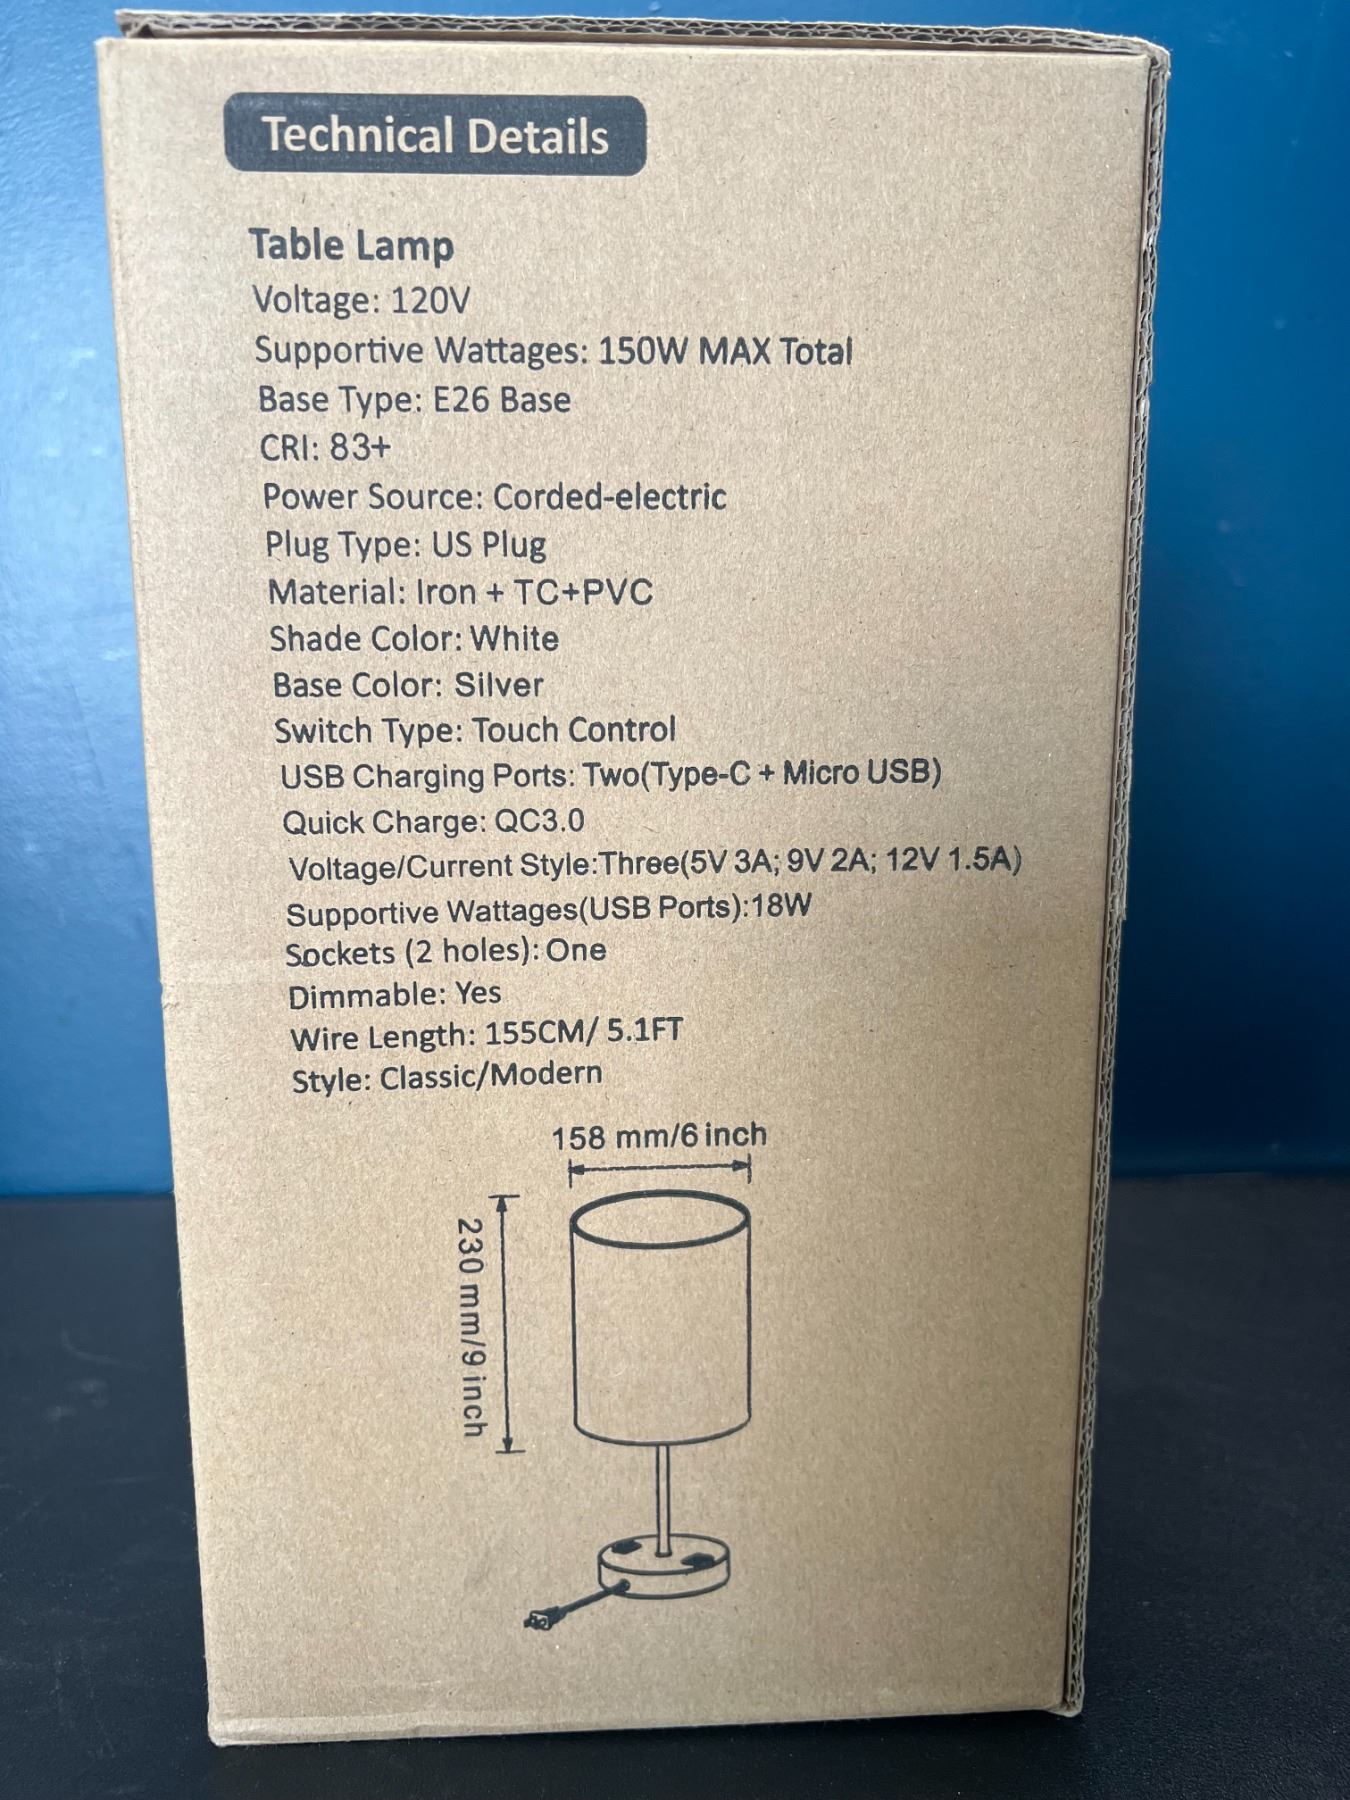 Technical Details
Table Lamp
Voltage: 120V
Supportive Wattages: 150W MAX Total
Base Type: E26 Base
CRI: 83+
Power Source: Corded-electric
Plug Type: US Plug
Material: Iron + TC+PVC
Shade Color: White
Base Color: Silver
Switch Type: Touch Control
USB Charging Ports: Two(Type-C + Micro USB)
Quick Charge: QC3.0
Voltage/Current Style:Three(5V 3A; 9V 2A; 12V 1.5A)
Supportive Wattages(USB Ports):18W
Sockets (2 holes): One
Dimmable: Yes
Wire Length: 155CM/ 5.1FT
Style: Classic/Modern
158 mm/6 inch
230 mm/9 inch